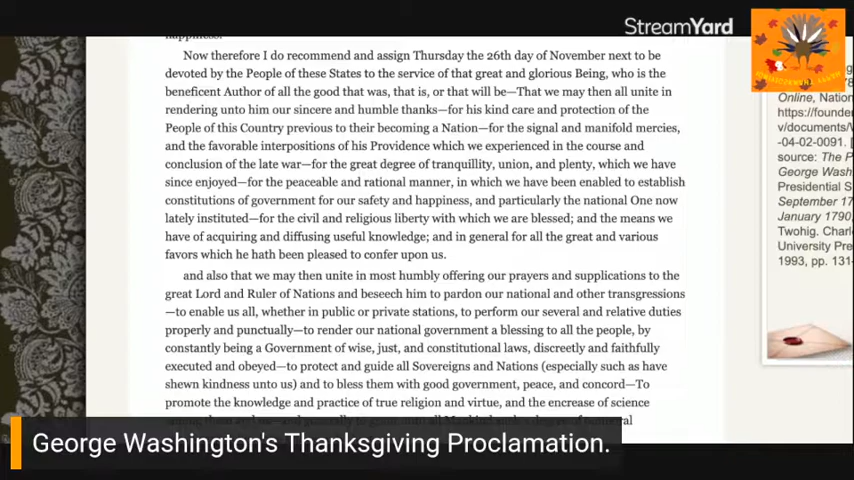 StreamYard
happiness.
Now therefore I do recommend and assign Thursday the 26th day of November next to be
devoted by the People of these States to the service of that great and glorious Being, who is the
beneficent Author of all the good that was, that is, or that will be—That we may then all unite in
rendering unto him our sincere and humble thanks—for his kind care and protection of the
People of this Country previous to their becoming a Nation—for the signal and manifold mercies,
and the favorable interpositions of his Providence which we experienced in the course and
conclusion of the late war—for the great degree of tranquillity, union, and plenty, which we have
since enjoyed—for the peaceable and rational manner, in which we have been enabled to establish
constitutions of government for our safety and happiness, and particularly the national One now
lately instituted—for the civil and religious liberty with which we are blessed; and the means we
have of acquiring and diffusing useful knowledge; and in general for all the great and various
favors which he hath been pleased to confer upon us.
and also that we may then unite in most humbly offering our prayers and supplications to the
great Lord and Ruler of Nations and beseech him to pardon our national and other transgressions
—to enable us all, whether in public or private stations, to perform our several and relative duties
properly and punctually—to render our national government a blessing to all the people, by
constantly being a Government of wise, just, and constitutional laws, discreetly and faithfully
executed and obeyed—to protect and guide all Sovereigns and Nations (especially such as have
shewn kindness unto us) and to bless them with good government, peace, and concord—To
promote the knowledge and practice of true religion and virtue, and the encrease of science
George Washington's Thanksgiving Proclamation.
Online, Nation
https://founder
v/documents/
-04-02-0091. [
source: The P
George Wash
Presidential S
September 17
January 1790,
Twohig. Charl
University Pre
1993, pp. 131